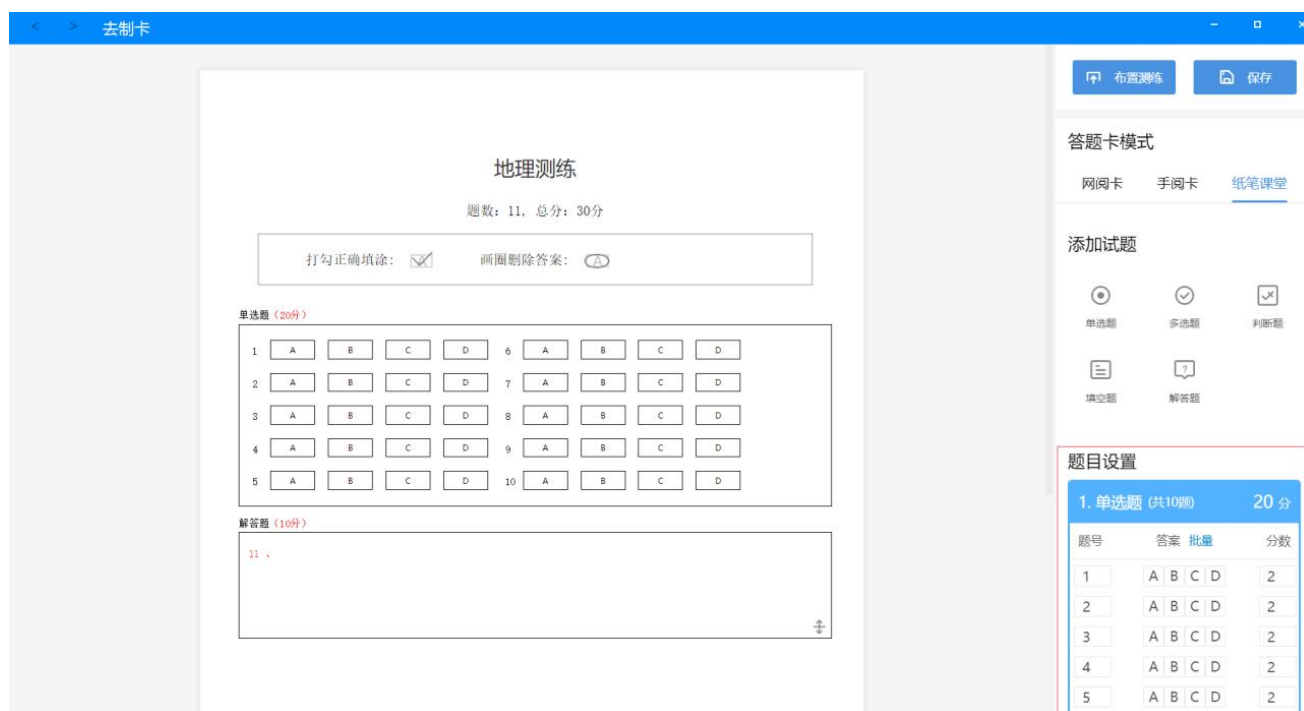 < > 去制卡
布置测练 保存
地理测练
题数: 11, 总分: 30分
打勾正确填涂: A 画圈删除答案: A
单选题（20分）
1 A B C D 6 A B C D
2 A B C D 7 A B C D
3 A B C D 8 A B C D
4 A B C D 9 A B C D
5 A B C D 10 A B C D
解答题（10分）
11 、
答题卡模式
网阅卡 手阅卡 纸笔课堂
添加试题
单选题 多选题 判断题
填空题 解答题
题目设置
1. 单选题 (共10题) 20 分
题号 答案 批量 分数
1 A B C D 2
2 A B C D 2
3 A B C D 2
4 A B C D 2
5 A B C D 2